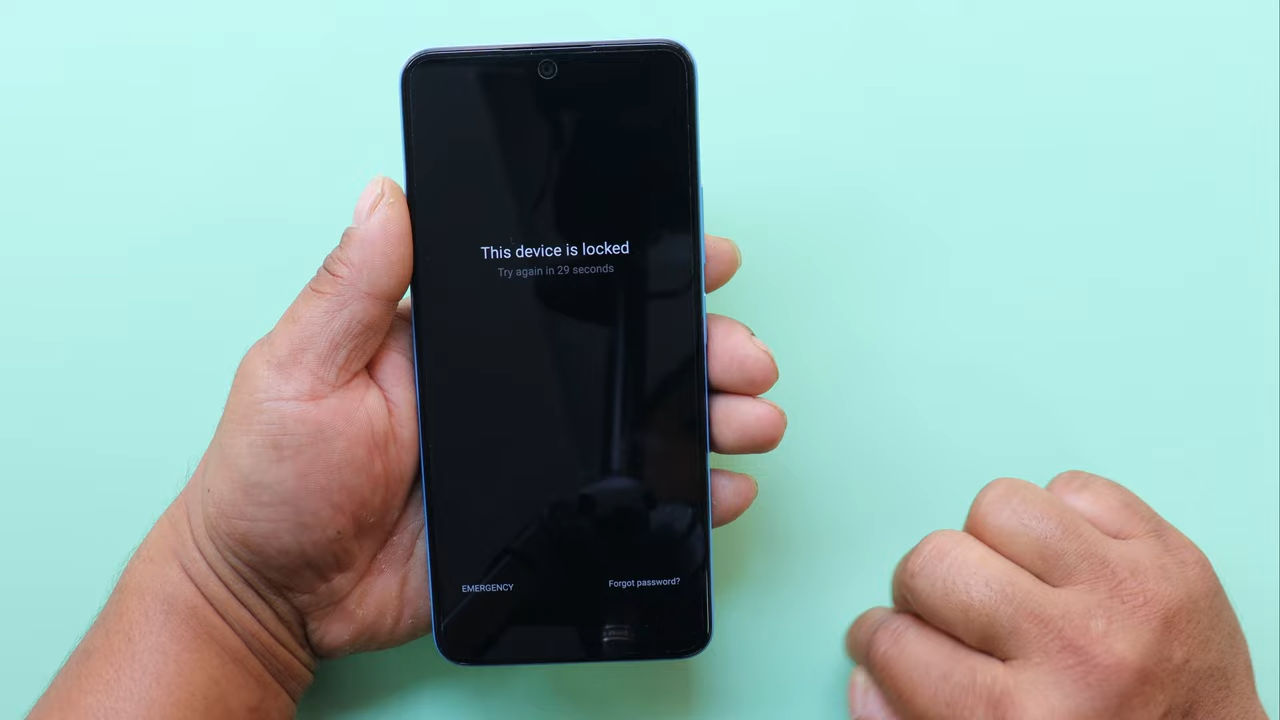 This device is locked
Try again in 29 seconds
EMERGENCY
Forgot password?